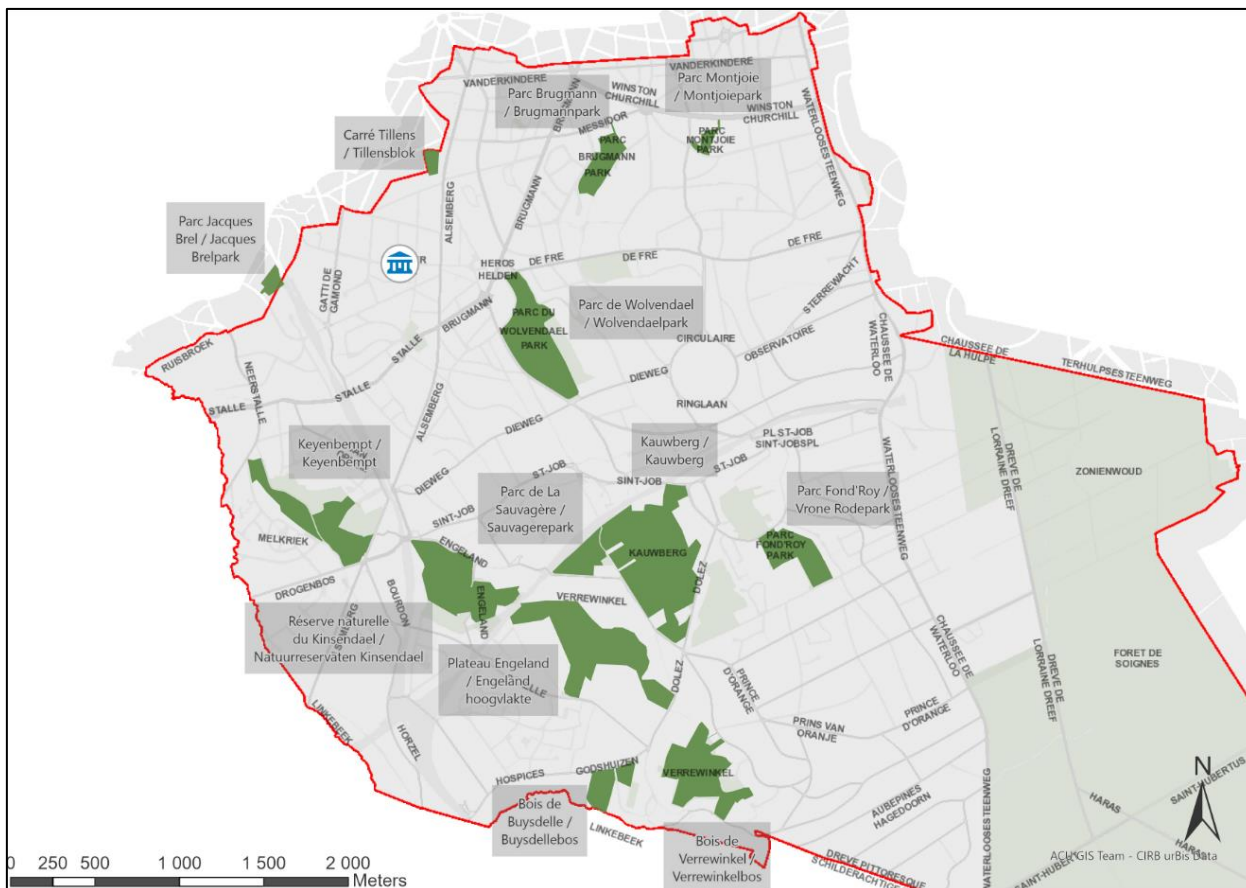 VANDERKINDERE
VANDERKINDERE
Parc Brugmann
/ Brugmannpark
Parc Montjoie
/ Montjoiepark
WINSTON
CHURCHILL
WINSTON
CHURCHILL
WATERLOOSESTEENWEG
MESSIDOR
PARC
BRUGMANN
PARK
PARC
MONTJOIE
PARK
Carré Tillens
/ Tillensblok
ALSEMBERG
BRUGMANN
Parc Jacques
Brel / Jacques
Brelpark
GATTI DE
GAMOND
HEROS
HELDEN
DE FRE
DE FRE
DE FRE
STERREWACHT
PARC DU
WOLVENDAEL
PARK
Parc de Wolvendael
/ Wolvendaelpark
BRUGMANN
STALLE
CIRCULAIRE
OBSERVATOIRE
CHAUSSEE DE
WATERLOO
CHAUSSEE DE
LA HULPE
TERHULPSESTEENWEG
RUISBROEK
NEERSTALLE
STALLE
STALLE
ALSEMBERG
DIEWEG
RINGLAAN
DIEWEG
Keyenbempt /
Keyenbempt
Kauwberg /
Kauwberg
PL ST-JOB
SINT-JOBSPL
WATERLOOSESTEENWEG
DREVE DE
LORRAINE DREEF
ZONIENWOUD
DIEWEG
ST-JOB
SINT-JOB
ST-JOB
SINT-JOB
Parc de La
Sauvagère /
Sauvagerepark
Parc Fond'Roy /
Vrone Rodepark
MELKRIEK
ENGELAND
KAUWBERG
PARC
FOND'ROY
PARK
DROGENBOS
BOURDON
ENGELAND
VERREWINKEL
DOLEZ
Réserve naturelle
du Kinsendael /
Natuurreservaten Kinsendael
Plateau Engeland
/ Engeland
hoogvlakte
DOLEZ
PRINCE
D'ORANGE
CHAUSSEE DE
WATERLOO
DREVE DE
LORRAINE DREEF
FORET DE
SOIGNES
LINKEBEEK
HORZEL
PRINS VAN
ORANJE
PRINCE
D'ORANGE
HOSPICES
GODSHUIZEN
VERREWINKEL
Bois de
Buysdelle /
Buysdellebos
LINKEBEEK
Bois de
Verrewinkel /
Verrewinkelbos
AUBEPINES
HAGEDOORN
WATERLOOSESTEENWEG
DREVE PITTORESQUE
SCHILDERACHTIGE
HARAS
HARAS
SAINT-HUBERTUS
SAINT-HUBERT
N
ACL'GIS Team - CIRB urBis Data
0 250 500 1 000 1 500 2 000
Meters